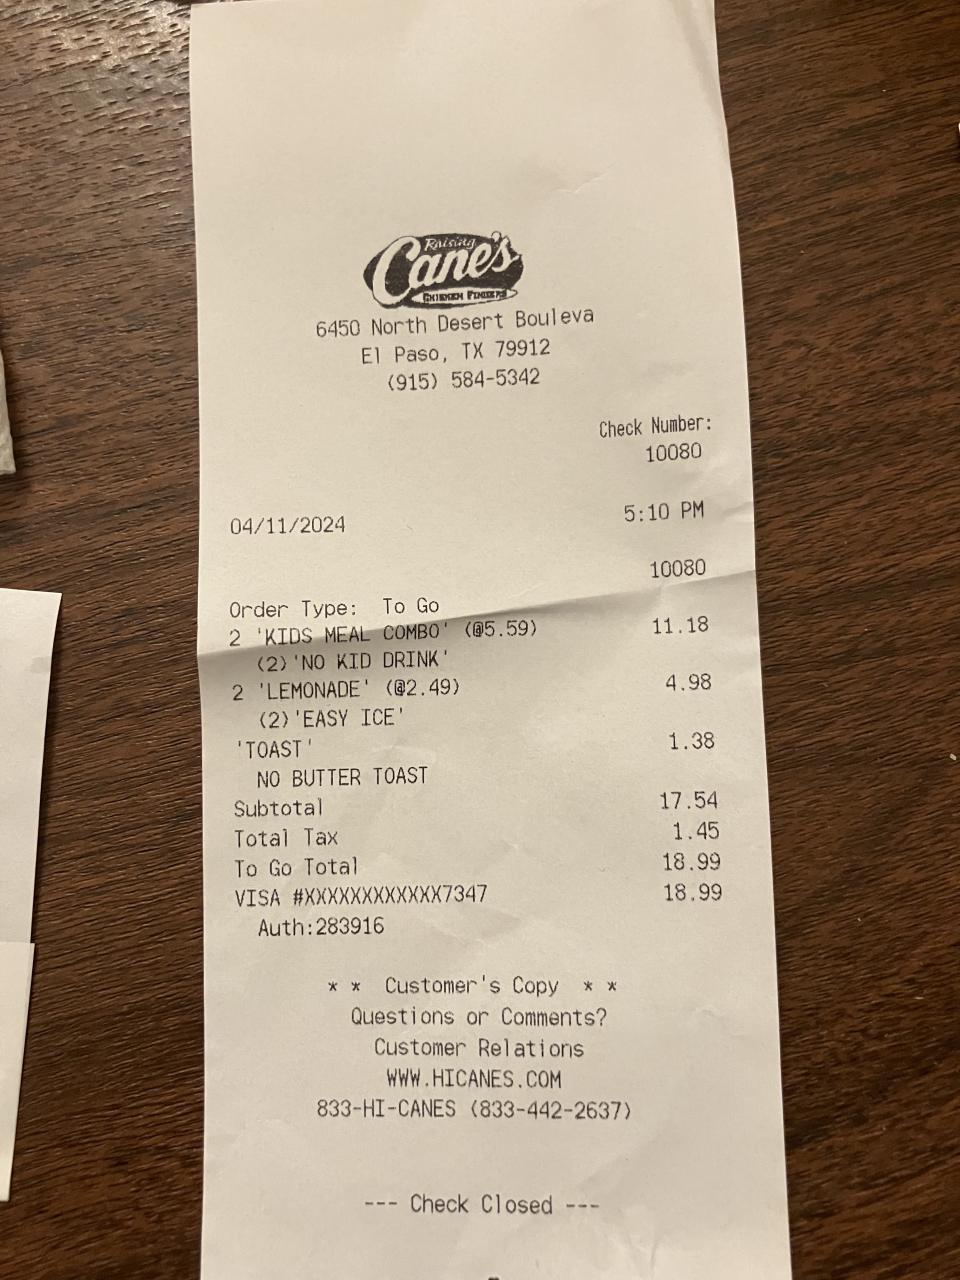 Raising
Cane's
CHICKEN FINGERS
6450 North Desert Bouleva
El Paso, TX 79912
(915) 584-5342
Check Number:
10080
04/11/2024 5:10 PM
10080
Order Type: To Go
2 'KIDS MEAL COMBO' (@5.59) 11.18
(2)'NO KID DRINK'
2 'LEMONADE' (@2.49) 4.98
(2)'EASY ICE'
'TOAST' 1.38
NO BUTTER TOAST
Subtotal 17.54
Total Tax 1.45
To Go Total 18.99
VISA #XXXXXXXXXXXX7347 18.99
Auth:283916
* * Customer's Copy * *
Questions or Comments?
Customer Relations
WWW.HICANES.COM
833-HI-CANES (833-442-2637)
--- Check Closed ---